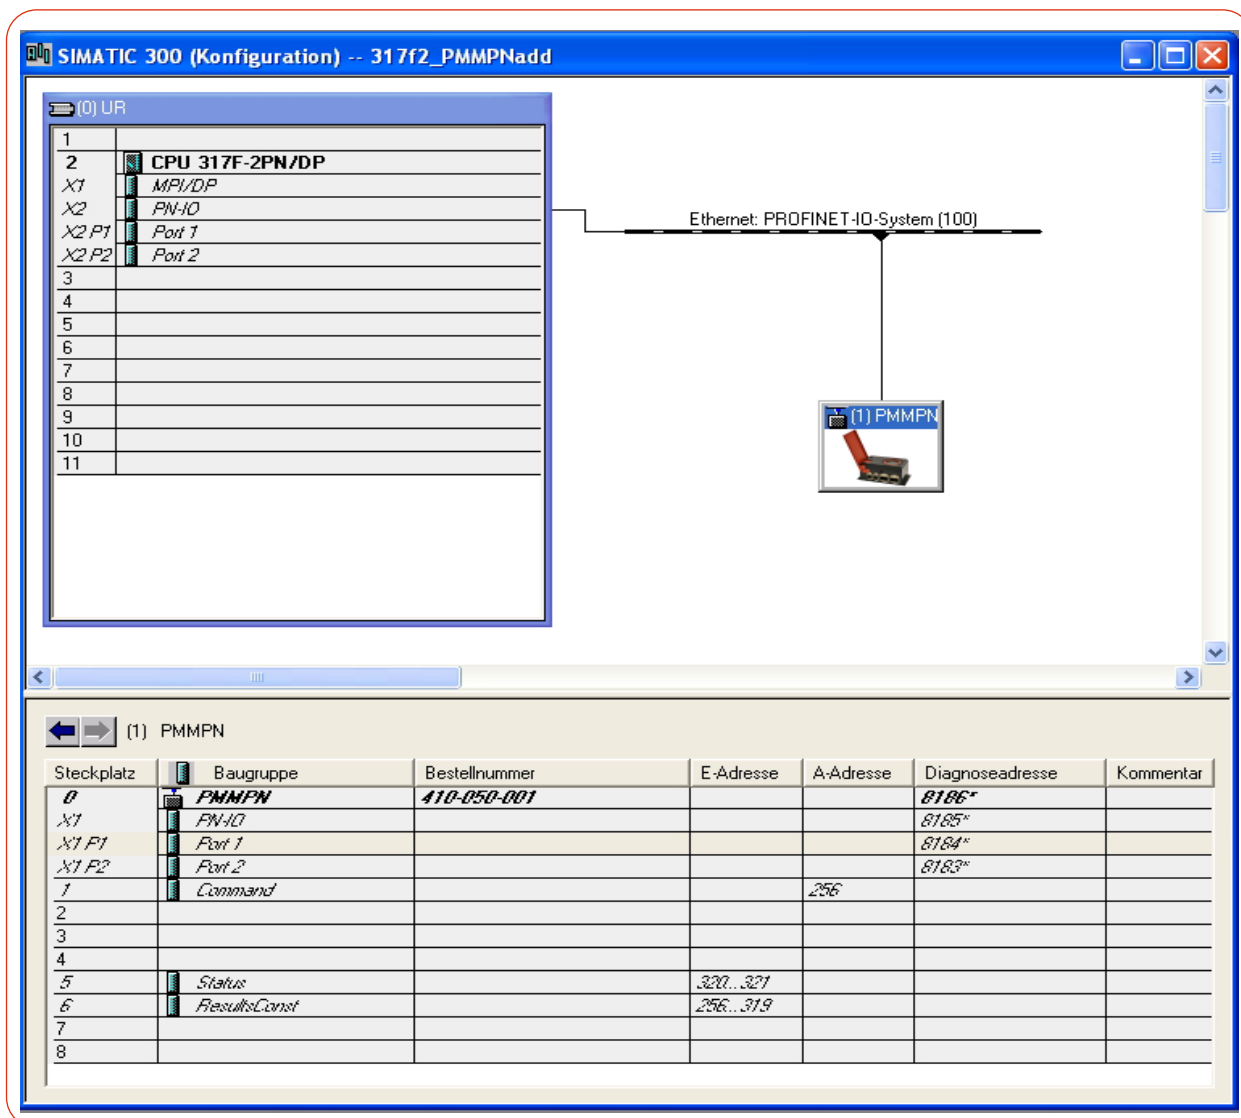 SIMATIC 300 (Konfiguration) -- 317f2_PMMPNadd
(0) UR
1
2 CPU 317F-2PN/DP
X1 MPI/DP
X2 PN-IO
X2 P1 Port 1
X2 P2 Port 2
3
4
5
6
7
8
9
10
11
Ethernet: PROFINET-IO-System (100)
(1) PMMPN
(1) PMMPN
Steckplatz Baugruppe Bestellnummer E-Adresse A-Adresse Diagnoseadresse Kommentar
0 PMMPN 410-050-001 8186*
X1 PN-IO 8185*
X1 P1 Port 1 8184*
X1 P2 Port 2 8183*
1 Command 256
2
3
4
5 Status 320...321
6 ResultsConst 256...319
7
8